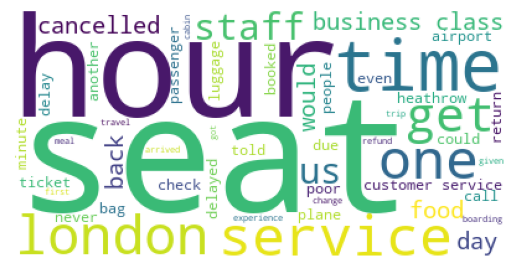 cancelled staff business class
hour time airport
cabin passenger luggage booked another
delay would people even
heathrow get return
minute seat could
travel got trip
back us one
meal arrived told due refund
ticket check poor customer service
first change given
never bag delayed plane food call
experience boarding
london service day